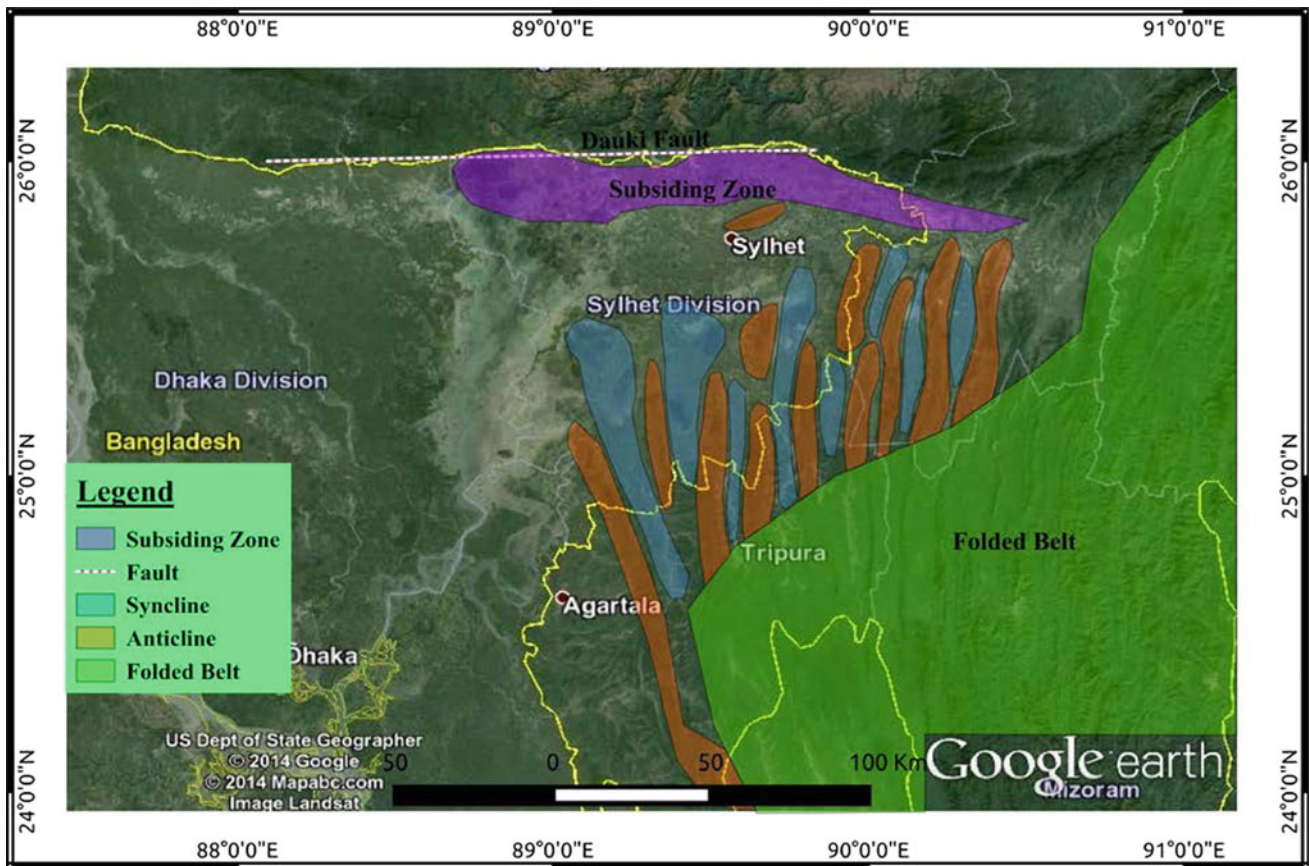 88°0'0"E 89°0'0"E 90°0'0"E 91°0'0"E
26°0'0"N
26°0'0"N
Dauki Fault
Subsiding Zone
Sylhet
Sylhet Division
Dhaka Division
Bangladesh
25°0'0"N
25°0'0"N
Legend
Subsiding Zone
Fault
Syncline
Anticline
Folded Belt
Tripura
Folded Belt
Agartala
Dhaka
US Dept of State Geographer
© 2014 Google
© 2014 Mapabc.com
Image Landsat
50 0 50 100 Km
Google earth
Mizoram
24°0'0"N
24°0'0"N
88°0'0"E 89°0'0"E 90°0'0"E 91°0'0"E